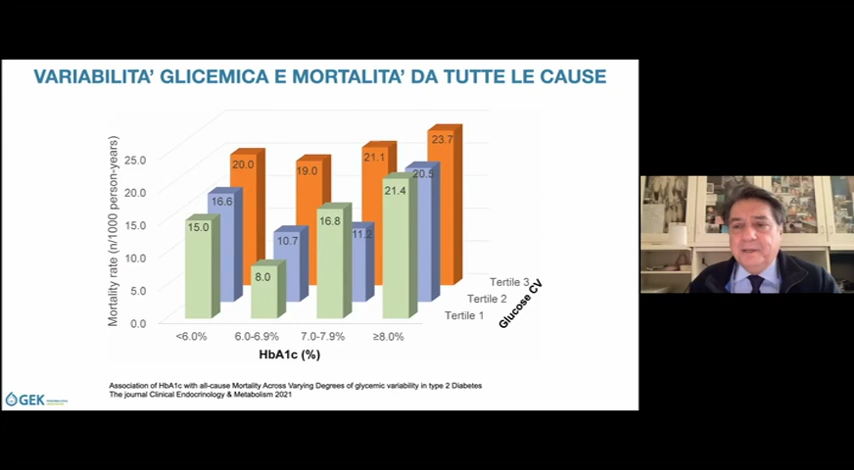 VARIABILITA' GLICEMICA E MORTALITA' DA TUTTE LE CAUSE
Mortality rate (n/1000 person-years)
25.0
20.0
15.0
10.0
5.0
0.0
20.0
19.0
21.1
23.7
16.6
10.7
11.2
20.5
15.0
8.0
16.8
21.4
Tertile 3
Tertile 2
Tertile 1
Glucose CV
<6.0%
6.0-6.9%
7.0-7.9%
≥8.0%
HbA1c (%)
Association of HbA1c with all-cause Mortality Across Varying Degrees of glycemic variability in type 2 Diabetes
The journal Clinical Endocrinology & Metabolism 2021
GEK